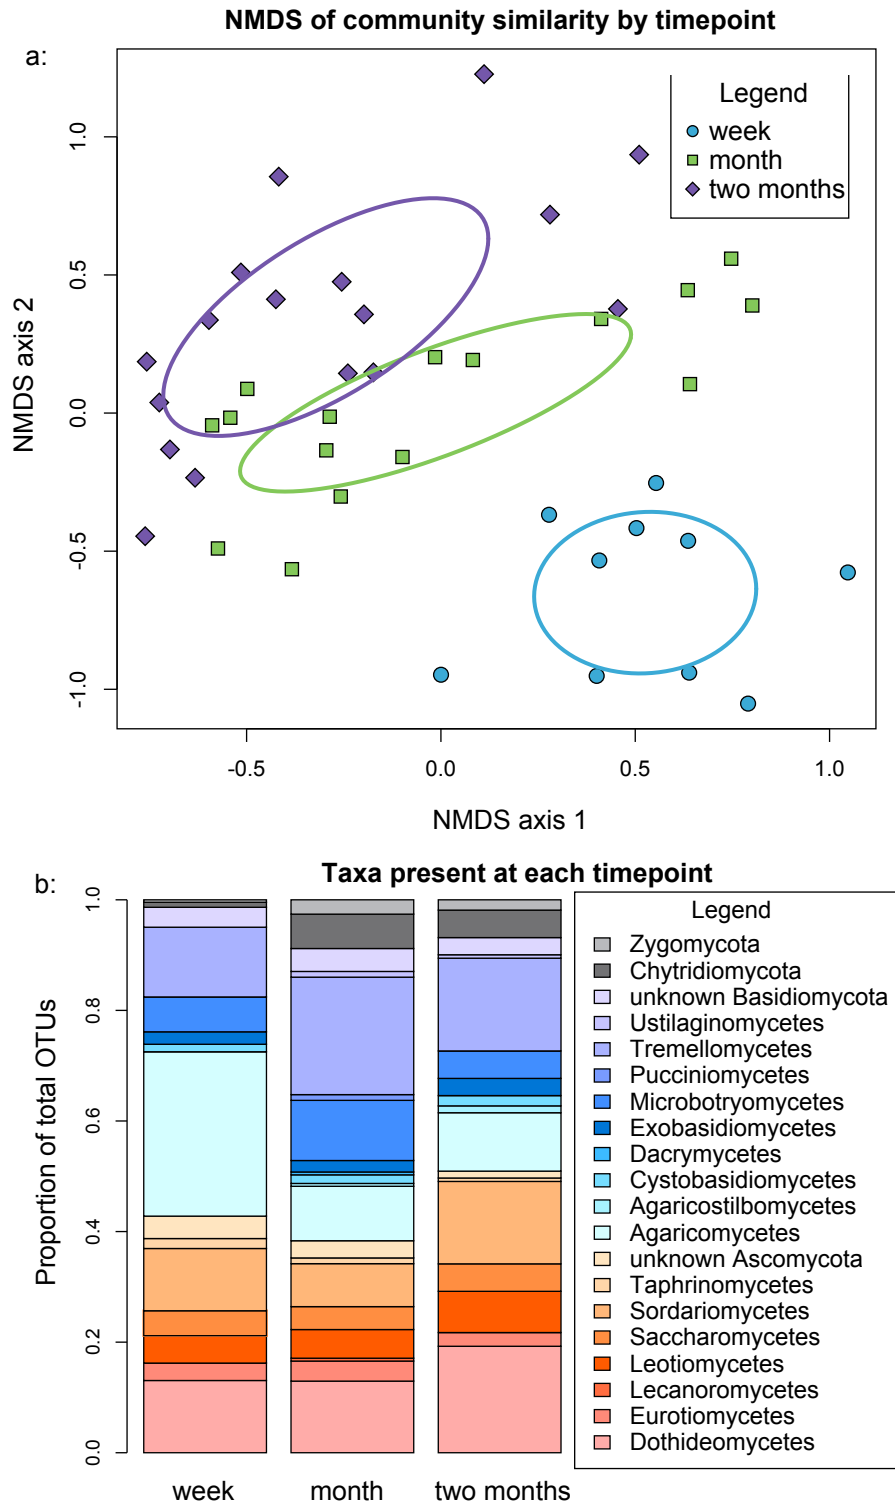 NMDS of community similarity by timepoint
a:
Legend
week
month
two months
NMDS axis 2
1.0
0.5
0.0
-0.5
-1.0
-0.5
0.0
0.5
1.0
NMDS axis 1
Taxa present at each timepoint
b:
Proportion of total OTUs
1.0
0.8
0.6
0.4
0.2
0.0
week
month
two months
Legend
Zygomycota
Chytridiomycota
unknown Basidiomycota
Ustilaginomycetes
Tremellomycetes
Pucciniomycetes
Microbotryomycetes
Exobasidiomycetes
Dacrymycetes
Cystobasidiomycetes
Agaricostilbomycetes
Agaricomycetes
unknown Ascomycota
Taphrinomycetes
Sordariomycetes
Saccharomycetes
Leotiomycetes
Lecanoromycetes
Eurotiomycetes
Dothideomycetes